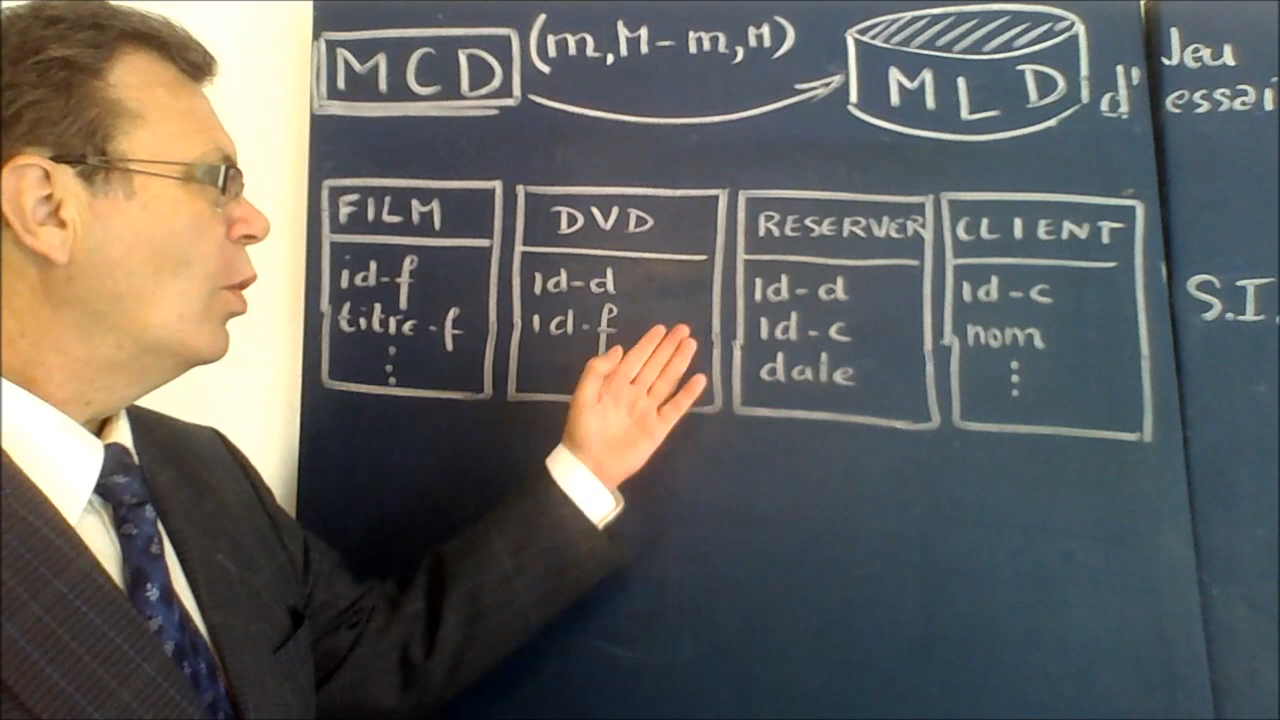 MCD (m,M-m,M) MLD d'
Jeu
essai
FILM
id-f
titre-f
⋮
DVD
id-d
id-f
RESERVER
id-d
id-c
date
CLIENT
id-c
nom
⋮
S.I.